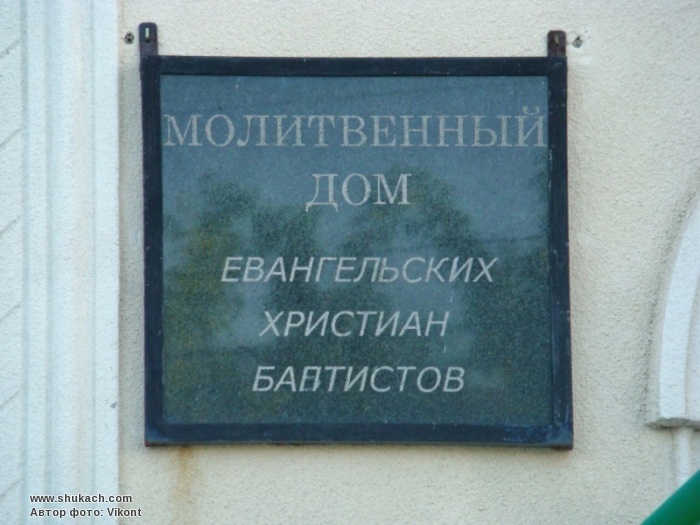 МОЛИТВЕННЫЙ
ДОМ
ЕВАНГЕЛЬСКИХ
ХРИСТИАН
БАПТИСТОВ
www.shukach.com
Автор фото: Vikont